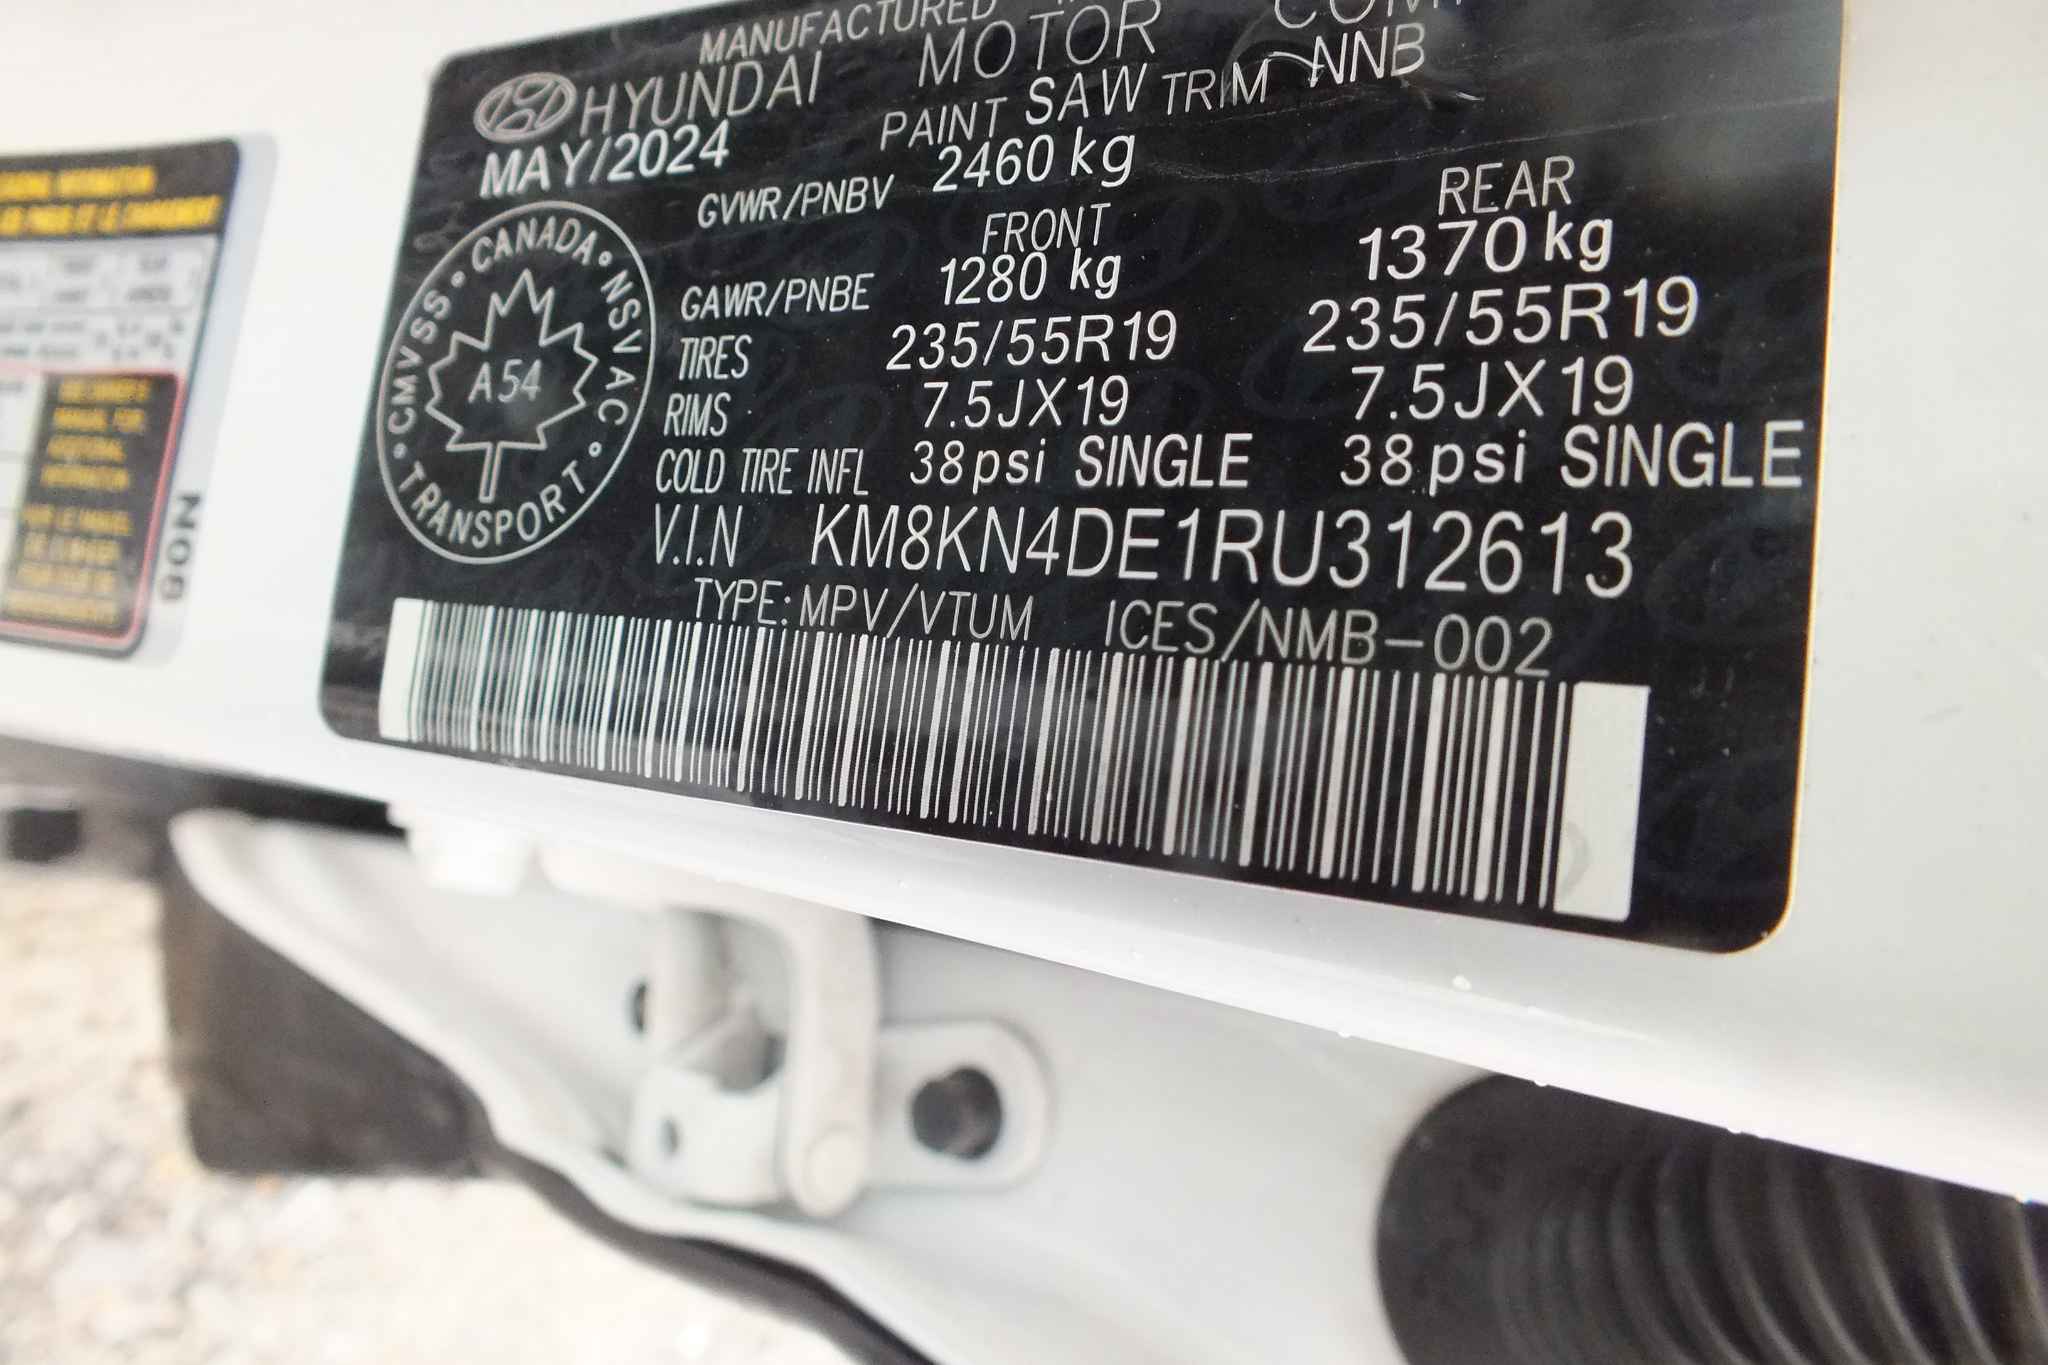 MANUFACTURED
HYUNDAI MOTOR
MAY/2024 PAINT SAW TRIM NNB
GVWR/PNBV 2460 kg
FRONT REAR
GAWR/PNBE 1280 kg 1370 kg
TIRES 235/55R19 235/55R19
RIMS 7.5JX19 7.5JX19
COLD TIRE INFL 38psi SINGLE 38psi SINGLE
V.I.N KM8KN4DE1RU312613
TYPE: MPV/VTUM ICES/NMB-002
CMVSS • CANADA • NSVAC • TRANSPORT •
A54
N06